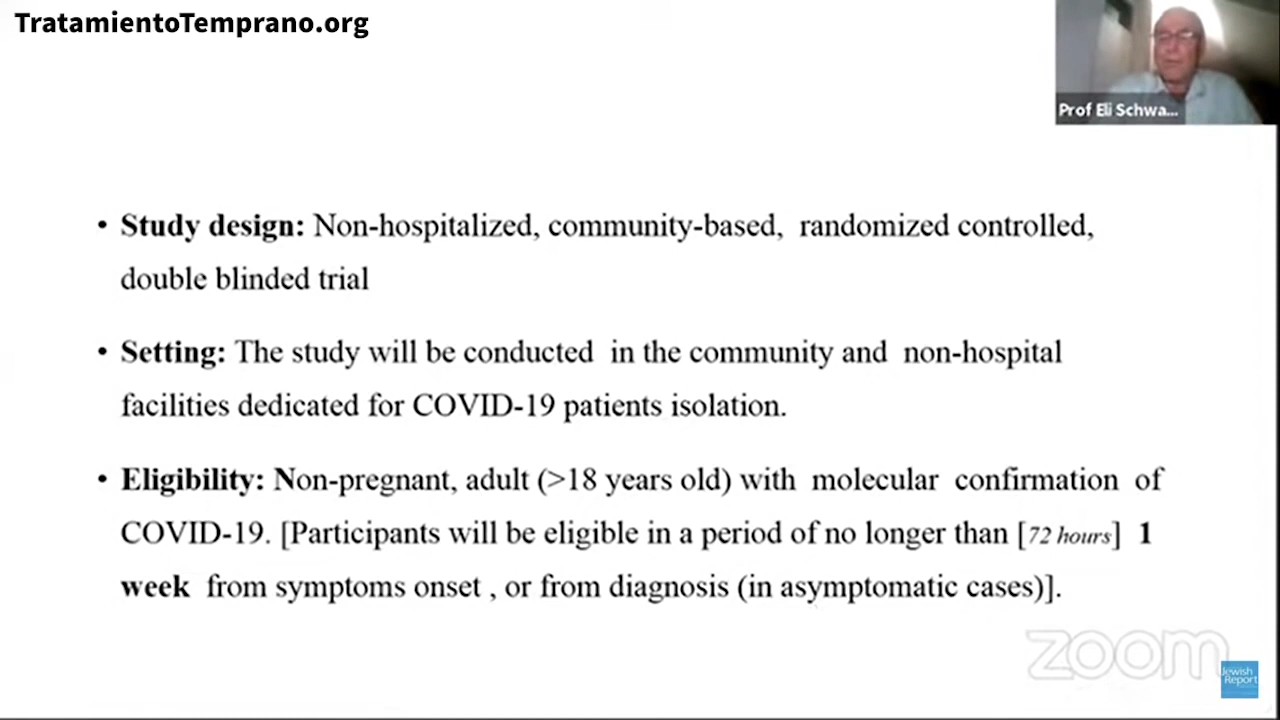 TratamientoTemprano.org
Prof Eli Schwa...
• Study design: Non-hospitalized, community-based, randomized controlled,
double blinded trial
• Setting: The study will be conducted in the community and non-hospital
facilities dedicated for COVID-19 patients isolation.
• Eligibility: Non-pregnant, adult (>18 years old) with molecular confirmation of
COVID-19. [Participants will be eligible in a period of no longer than [72 hours] 1
week from symptoms onset , or from diagnosis (in asymptomatic cases)].
zoom
Jewish
Report